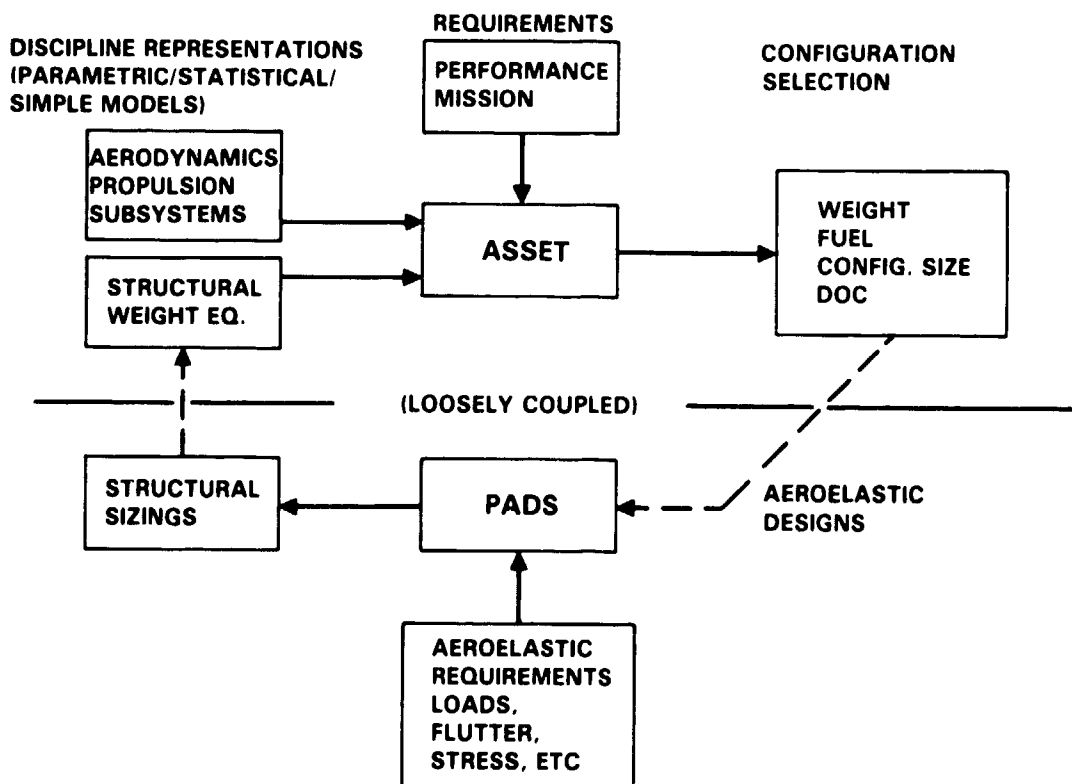 REQUIREMENTS
DISCIPLINE REPRESENTATIONS
(PARAMETRIC/STATISTICAL/
SIMPLE MODELS)
PERFORMANCE
MISSION
CONFIGURATION
SELECTION
AERODYNAMICS
PROPULSION
SUBSYSTEMS
STRUCTURAL
WEIGHT EQ.
ASSET
WEIGHT
FUEL
CONFIG. SIZE
DOC
(LOOSELY COUPLED)
STRUCTURAL
SIZINGS
PADS
AEROELASTIC
DESIGNS
AEROELASTIC
REQUIREMENTS
LOADS,
FLUTTER,
STRESS, ETC